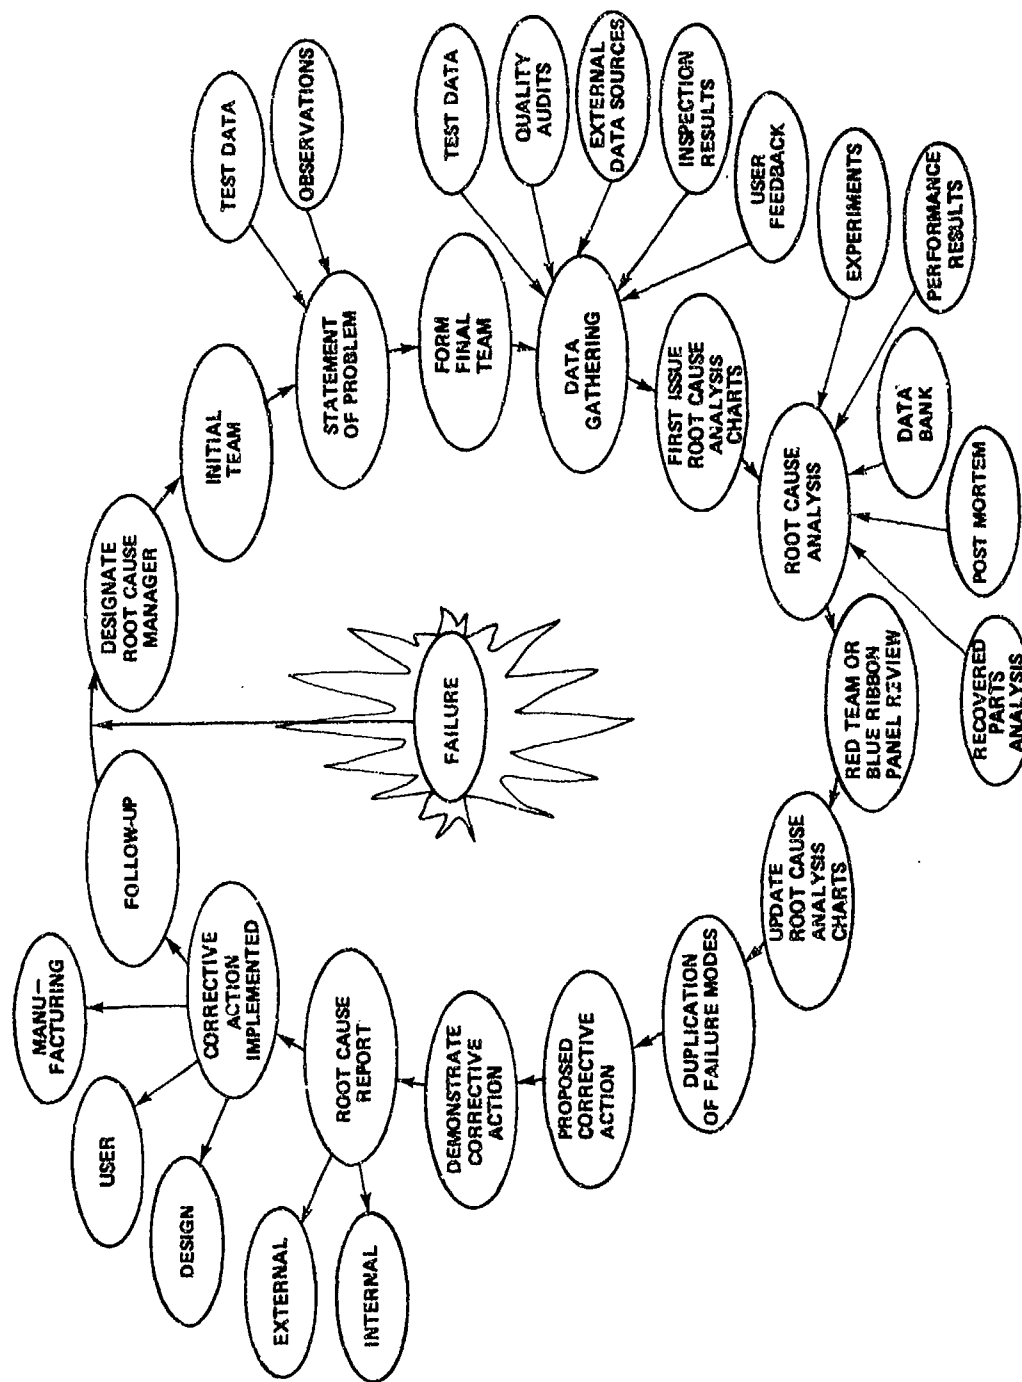 FAILURE
DESIGNATE
ROOT CAUSE
MANAGER
INITIAL
TEAM
TEST DATA
OBSERVATIONS
STATEMENT
OF PROBLEM
FORM
FINAL
TEAM
TEST DATA
QUALITY
AUDITS
EXTERNAL
DATA SOURCES
INSPECTION
RESULTS
USER
FEEDBACK
DATA
GATHERING
FIRST ISSUE
ROOT CAUSE
ANALYSIS
CHARTS
EXPERIMENTS
PERFORMANCE
RESULTS
DATA
BANK
POST MORTEM
RECOVERED
PARTS
ANALYSIS
ROOT CAUSE
ANALYSIS
RED TEAM OR
BLUE RIBBON
PANEL REVIEW
UPDATE
ROOT CAUSE
ANALYSIS
CHARTS
DUPLICATION
OF FAILURE MODES
PROPOSED
CORRECTIVE
ACTION
DEMONSTRATE
CORRECTIVE
ACTION
ROOT CAUSE
REPORT
EXTERNAL
INTERNAL
CORRECTIVE
ACTION
IMPLEMENTED
DESIGN
USER
MANU-
FACTURING
FOLLOW-UP